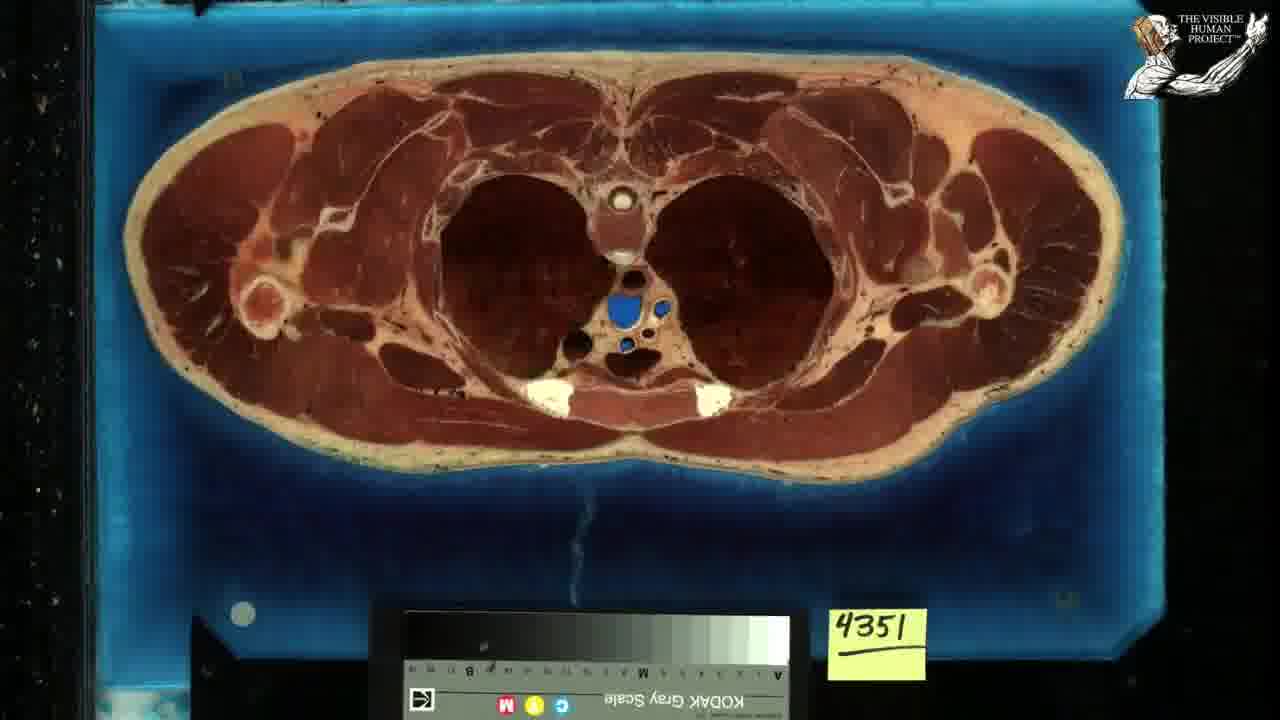 THE VISIBLE
HUMAN
PROJECT™
4351
B
M
A
KODAK Gray Scale
C Y M